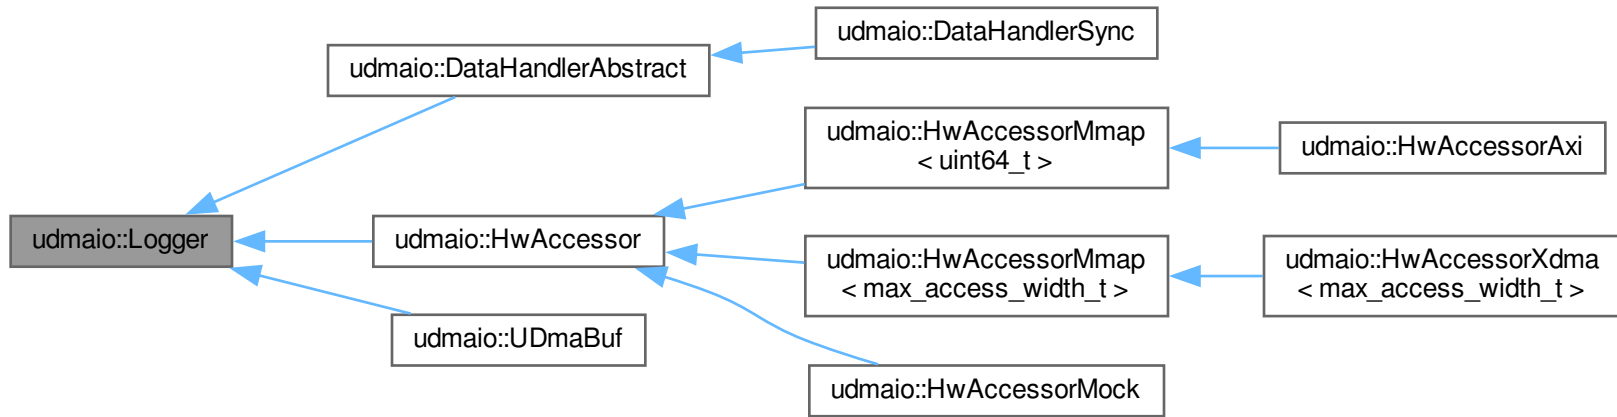 udmaio::Logger
udmaio::DataHandlerAbstract
udmaio::DataHandlerSync
udmaio::HwAccessor
udmaio::HwAccessorMmap
< uint64_t >
udmaio::HwAccessorAxi
udmaio::HwAccessorMmap
< max_access_width_t >
udmaio::HwAccessorXdma
< max_access_width_t >
udmaio::HwAccessorMock
udmaio::UDmaBuf